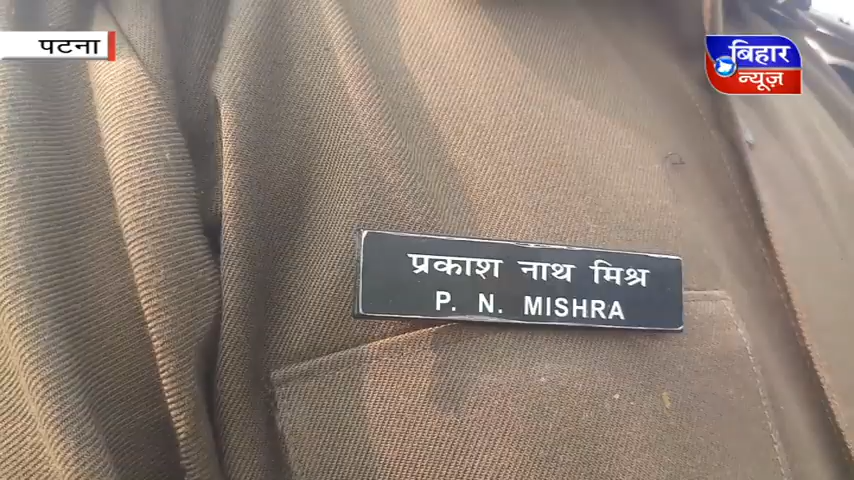 पटना
बिहार
न्यूज़
प्रकाश नाथ मिश्र
P. N. MISHRA